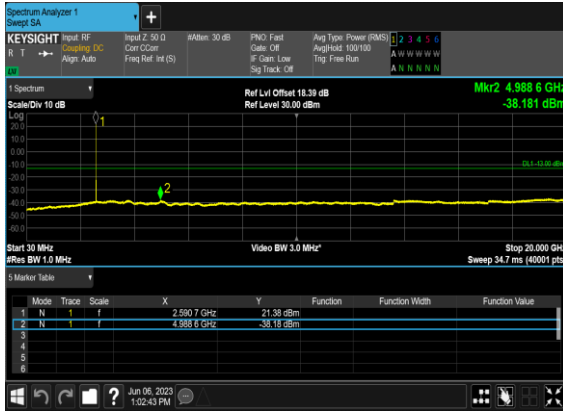 Spectrum Analyzer 1
Swept SA
+
KEYSIGHT Input: RF Input Z: 50 Ω #Atten: 30 dB PNO: Fast Avg Type: Power (RMS) 1 2 3 4 5 6
R T Coupling: DC Corr CCorr Gate: Off Avg|Hold: 100/100 A W W W W W
Align: Auto Freq Ref: Int (S) IF Gain: Low Trig: Free Run
Sig Track: Off A N N N N N
1 Spectrum Ref Lvl Offset 18.39 dB Mkr2 4.988 6 GHz
Scale/Div 10 dB Ref Level 30.00 dBm -38.181 dBm
Log
20.0
10.0
0.00
-10.0
-20.0
-30.0
-40.0
-50.0
-60.0
1
DL1 -13.00 dBm
2
Start 30 MHz Video BW 3.0 MHz* Stop 20.000 GHz
#Res BW 1.0 MHz Sweep 34.7 ms (40001 pts)
5 Marker Table
Mode Trace Scale X Y Function Function Width Function Value
1 N 1 f 2.590 7 GHz 21.38 dBm
2 N 1 f 4.988 6 GHz -38.18 dBm
3
4
5
6
? Jun 06, 2023
1:02:43 PM